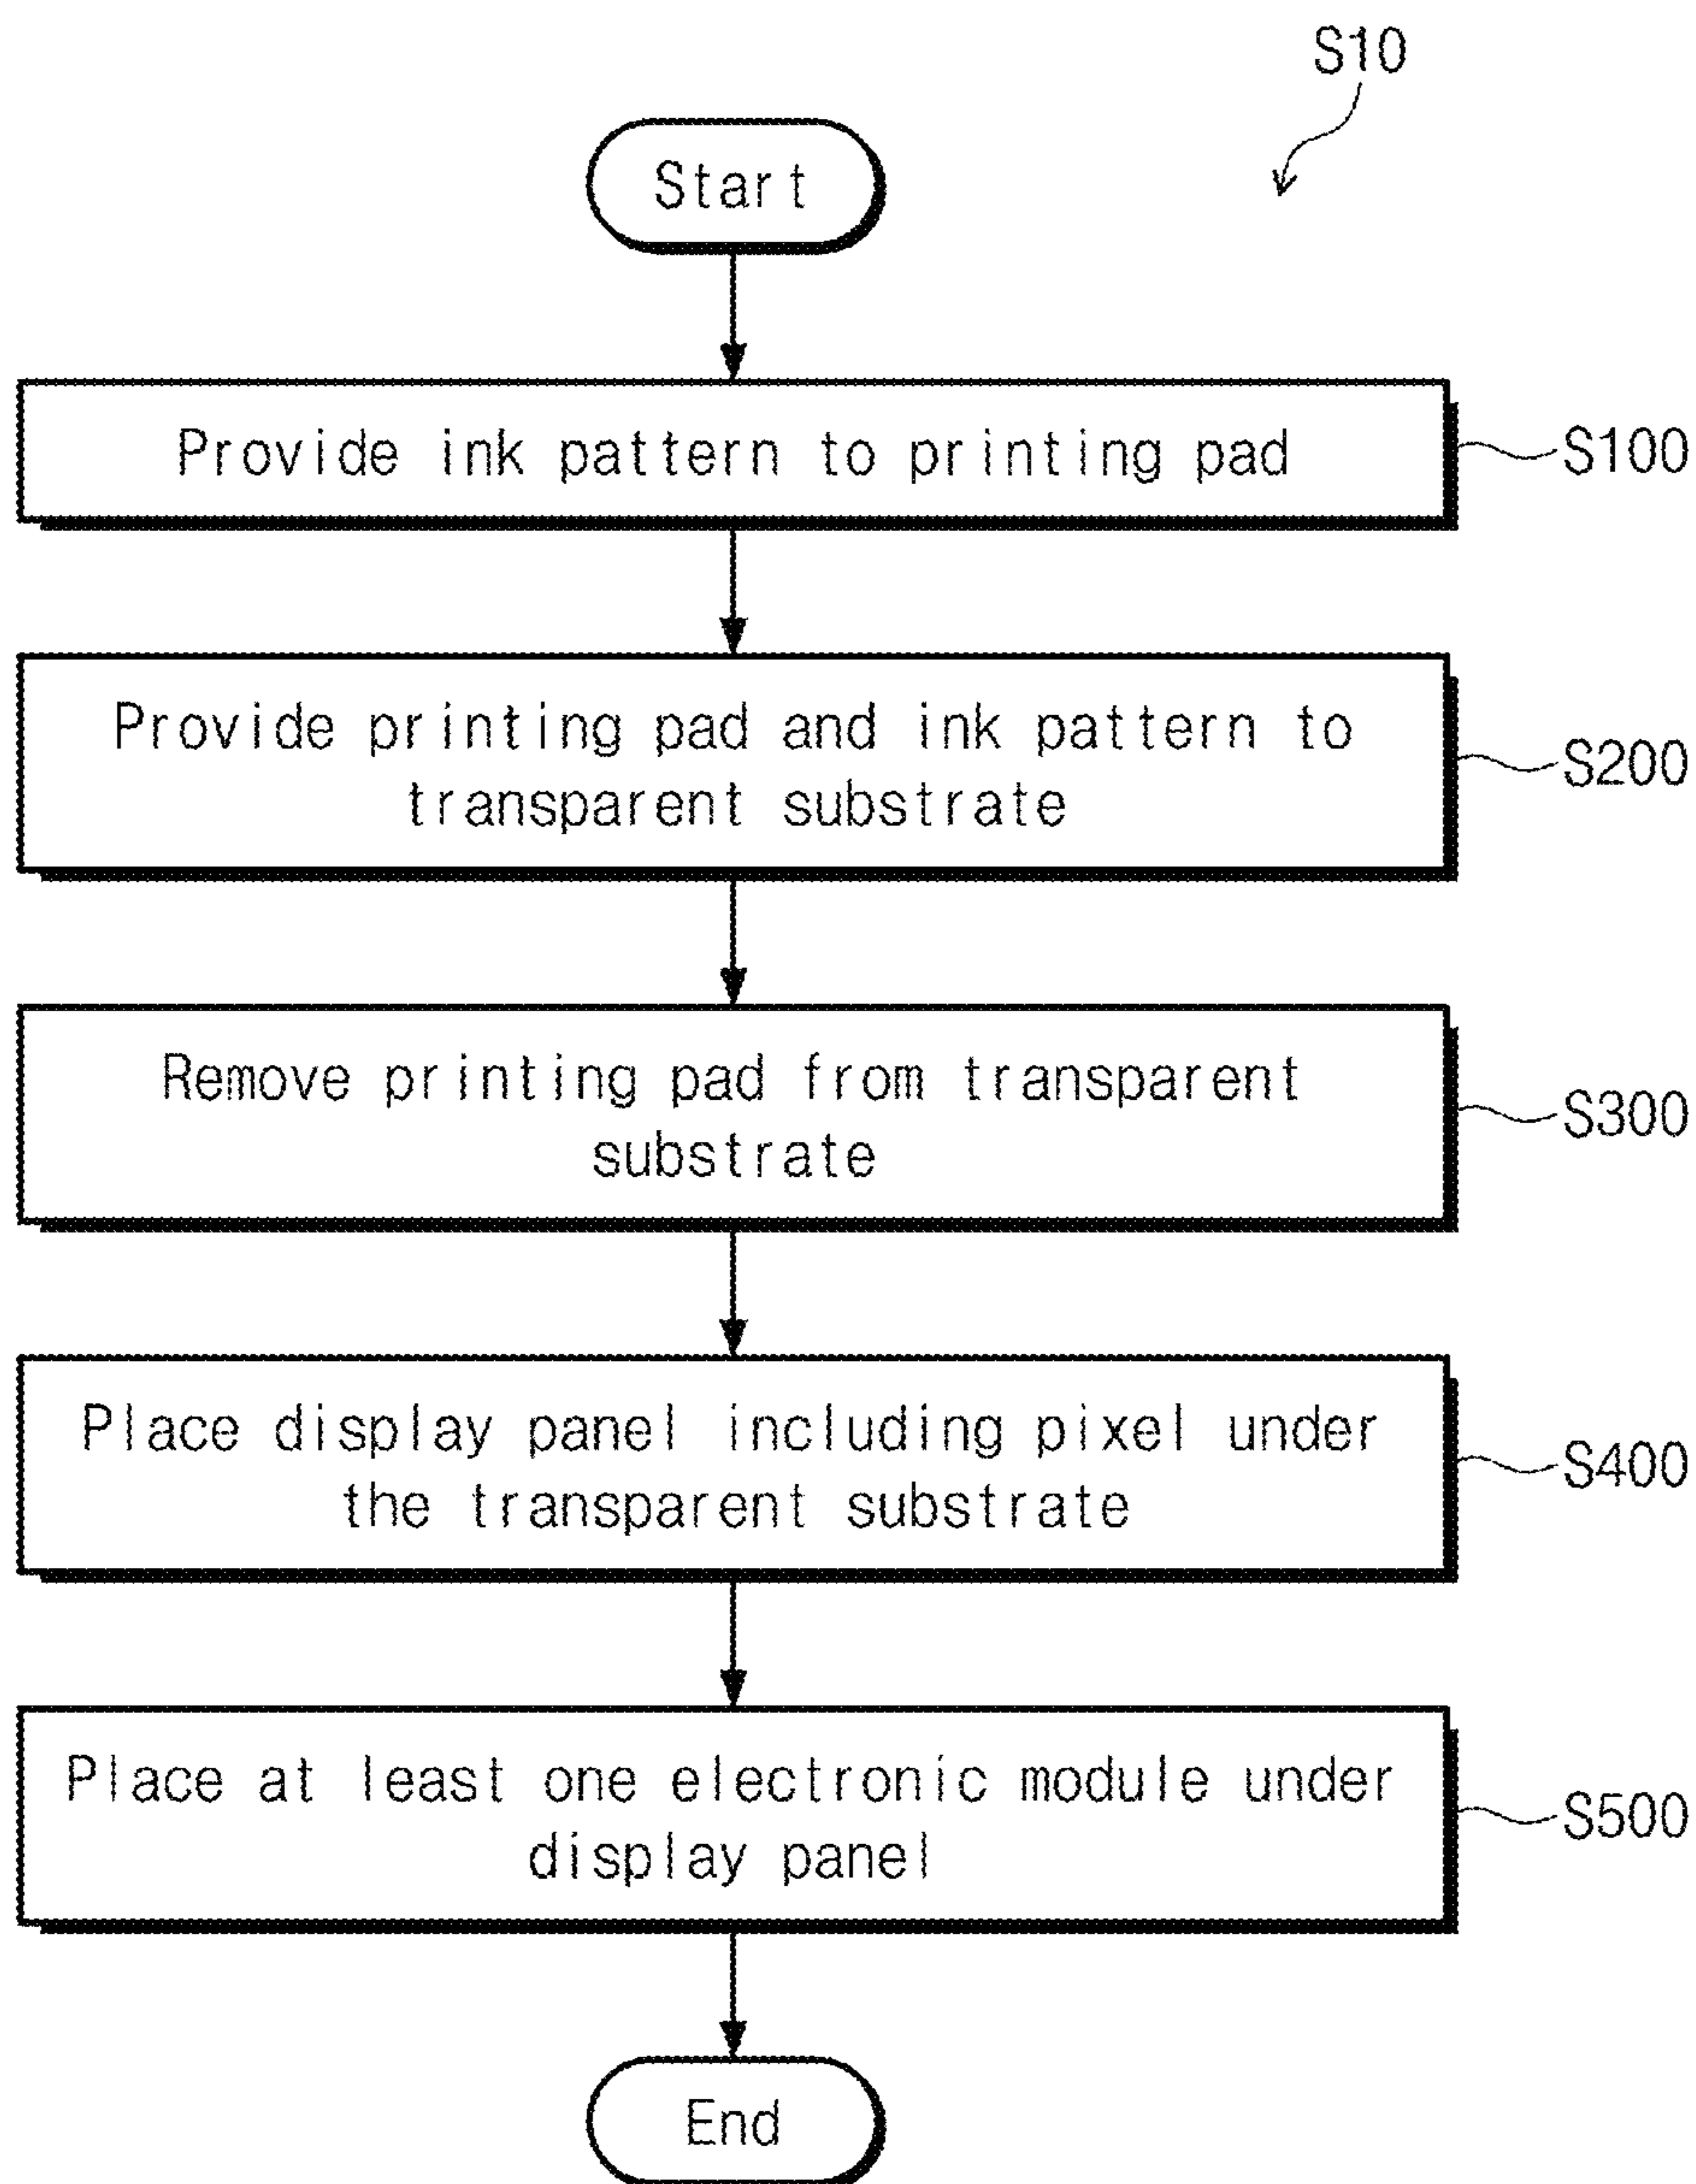 S10
Start
Provide ink pattern to printing pad
S100
Provide printing pad and ink pattern to
transparent substrate
S200
Remove printing pad from transparent
substrate
S300
Place display panel including pixel under
the transparent substrate
S400
Place at least one electronic module under
display panel
S500
End